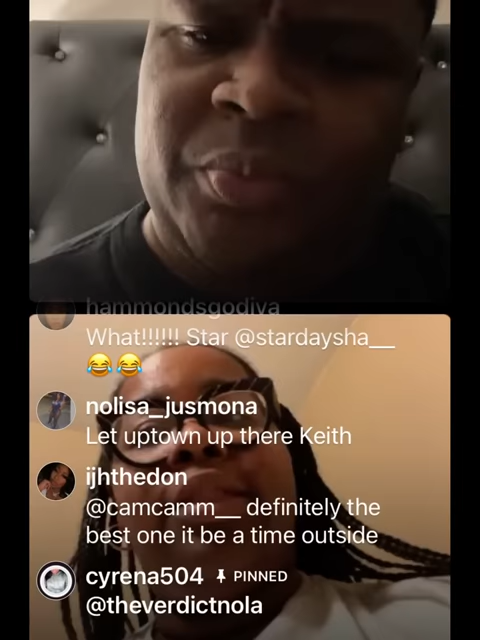 hammondsgodiva
What!!!!!! Star @stardaysha__
😂😂
nolisa_jusmona
Let uptown up there Keith
ijhthedon
@camcamm__ definitely the
best one it be a time outside
cyrena504 PINNED
@theverdictnola